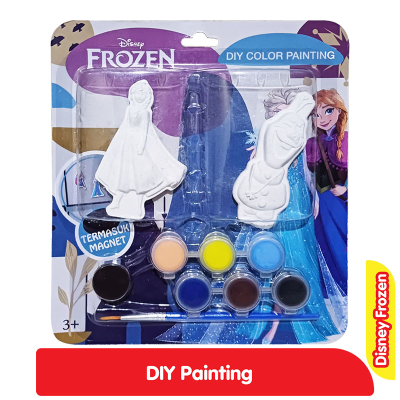 Disney
FROZEN
DIY COLOR PAINTING
TERMASUK
MAGNET
3+
Disney Frozen
DIY Painting